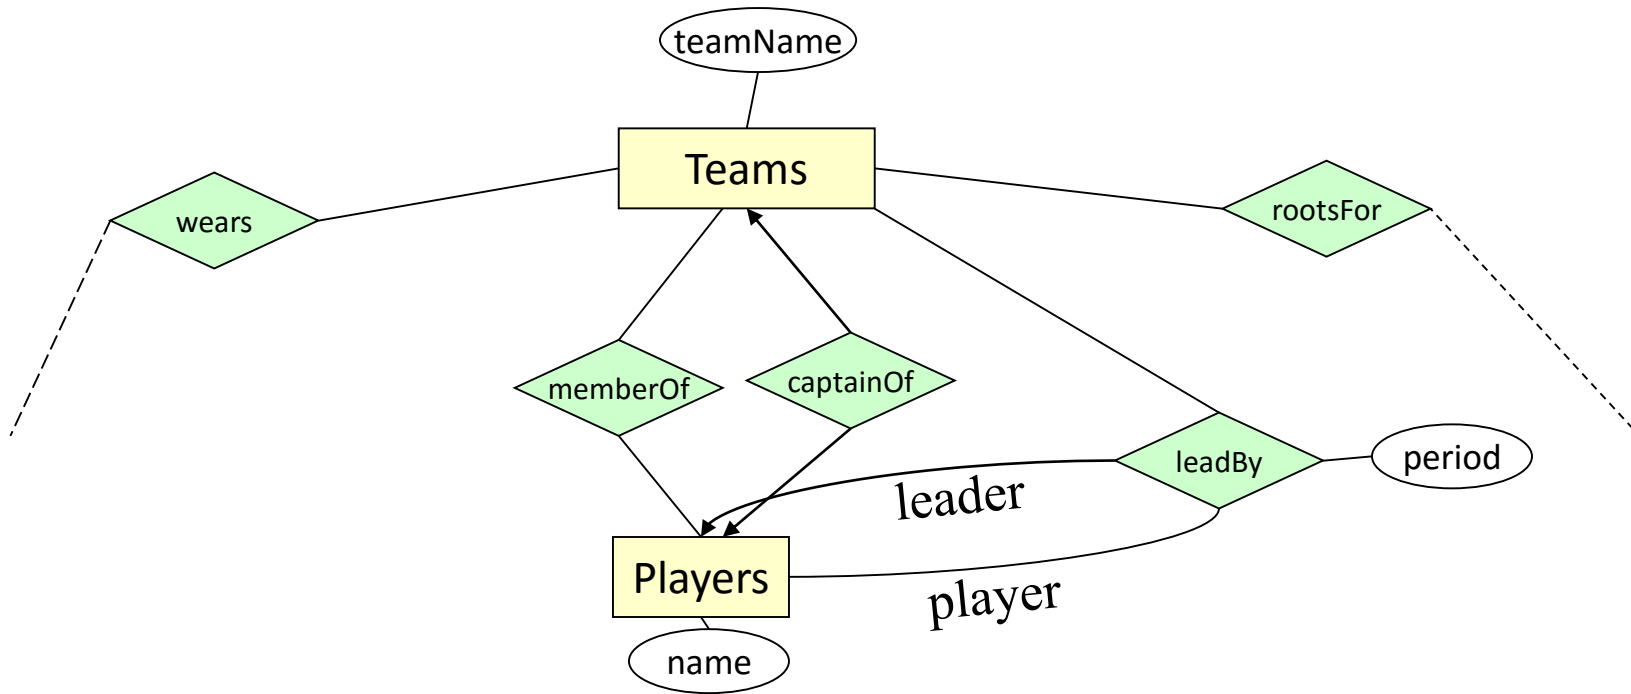 teamName
Teams
wears
rootsFor
memberOf
captainOf
leadBy
period
leader
player
Players
name